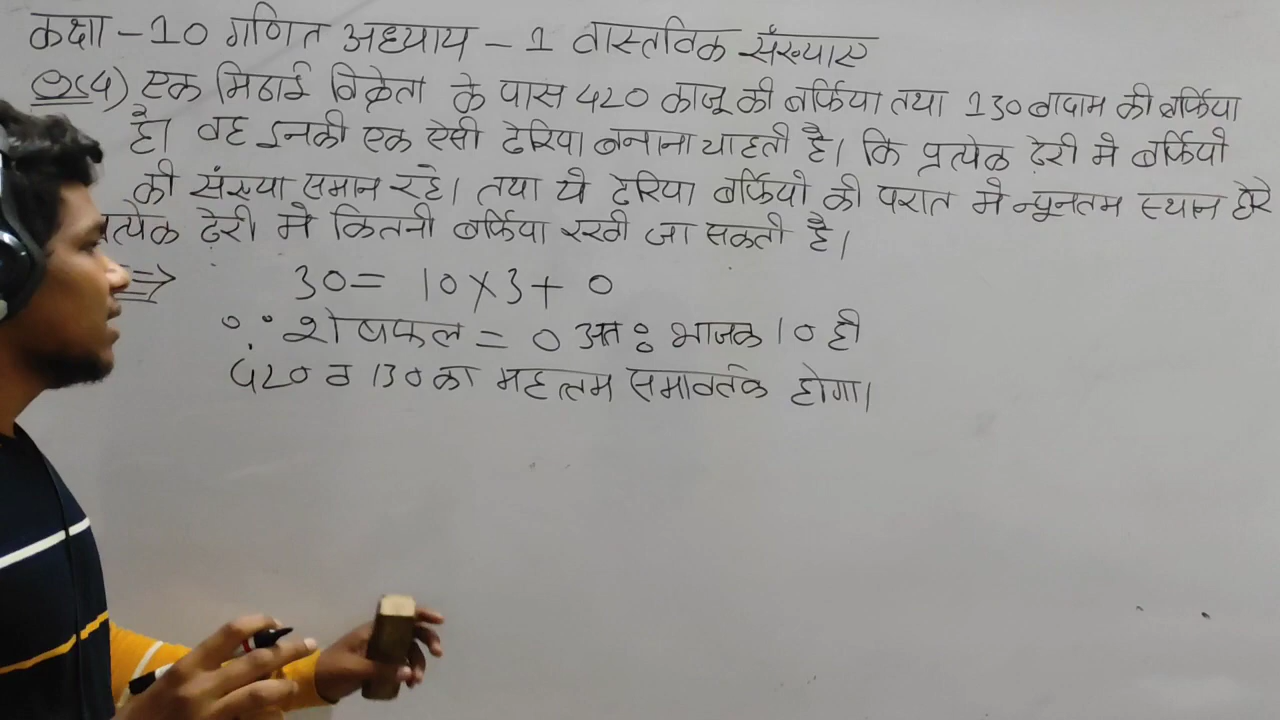 कक्षा - 10 गणित अध्याय - 1 वास्तविक संख्याए
एक मिठाई विक्रेता के पास 420 काजू की बर्फिया तथा 130 बादाम की बर्फिया
है। वह इनकी एक ऐसी ढेरिया बनाना चाहती है। कि प्रत्येक ढ़ेरी मे बर्फियो
की संख्या समान रहे। तथा ये ढेरिया बर्फियो की परात मे न्यूनतम स्थान घेरे
प्रत्येक ढ़ेरी मे कितनी बर्फिया रखी जा सकती है।
⇒ 30 = 10 × 3 + 0
∵ शेषफल = 0 अतः भाजक 10 ही
420 व 130 का महत्तम समावर्तक होगा।